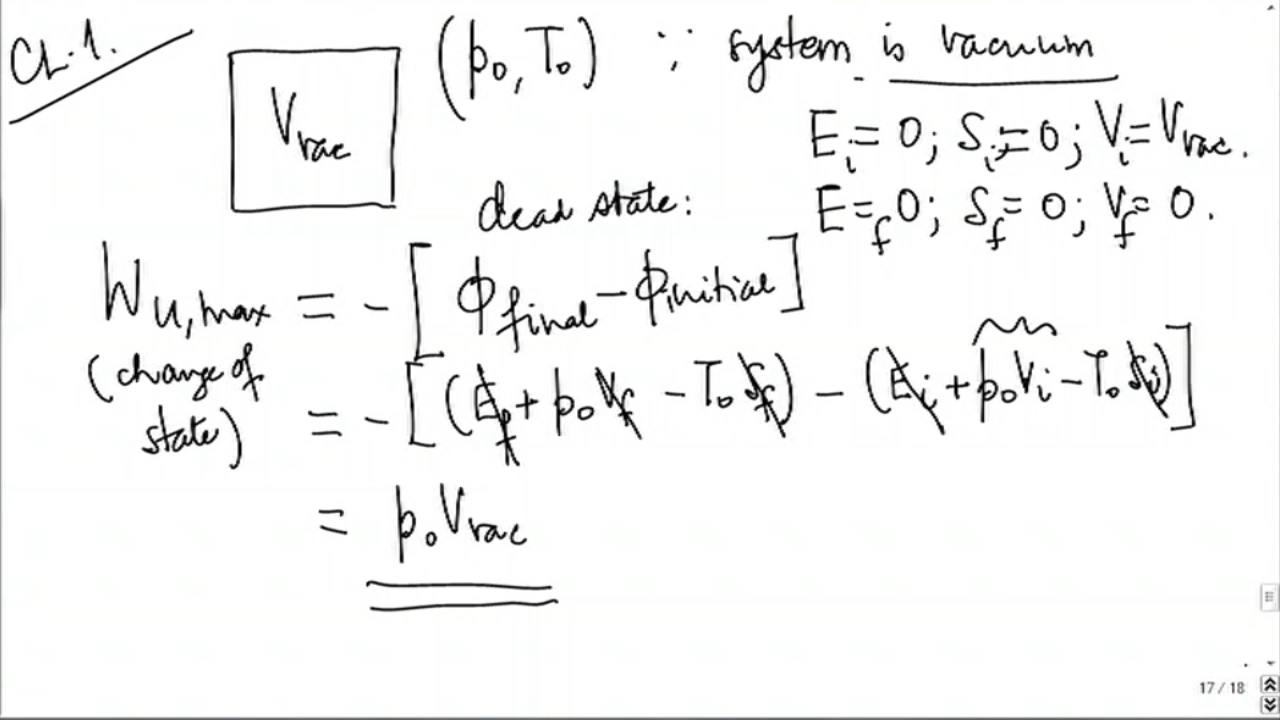 Ch. 1.
V_vac
(p₀, T₀) ∵ system is vacuum
E_i = 0; S_i = 0; V_i = V_vac.
dead state: E_f = 0; S_f = 0; V_f = 0.
W_u,max = -[ϕ_final - ϕ_initial]
(change of state) = -[(E_f + p₀V_f - T₀S_f) - (E_i + p₀V_i - T₀S_i)]
= p₀V_vac
17 / 18